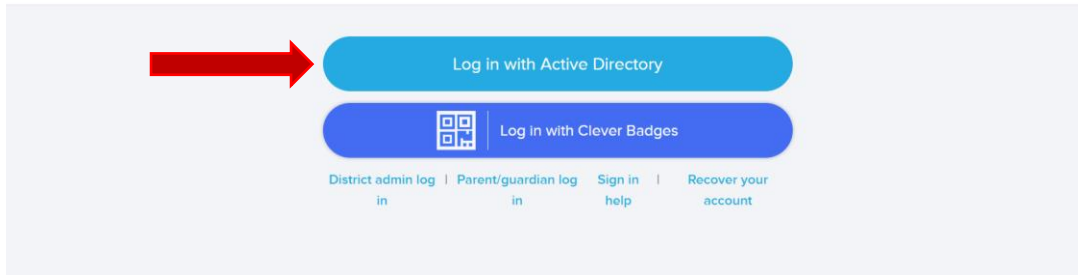 Log in with Active Directory
Log in with Clever Badges
District admin log in | Parent/guardian log in Sign in help | Recover your account